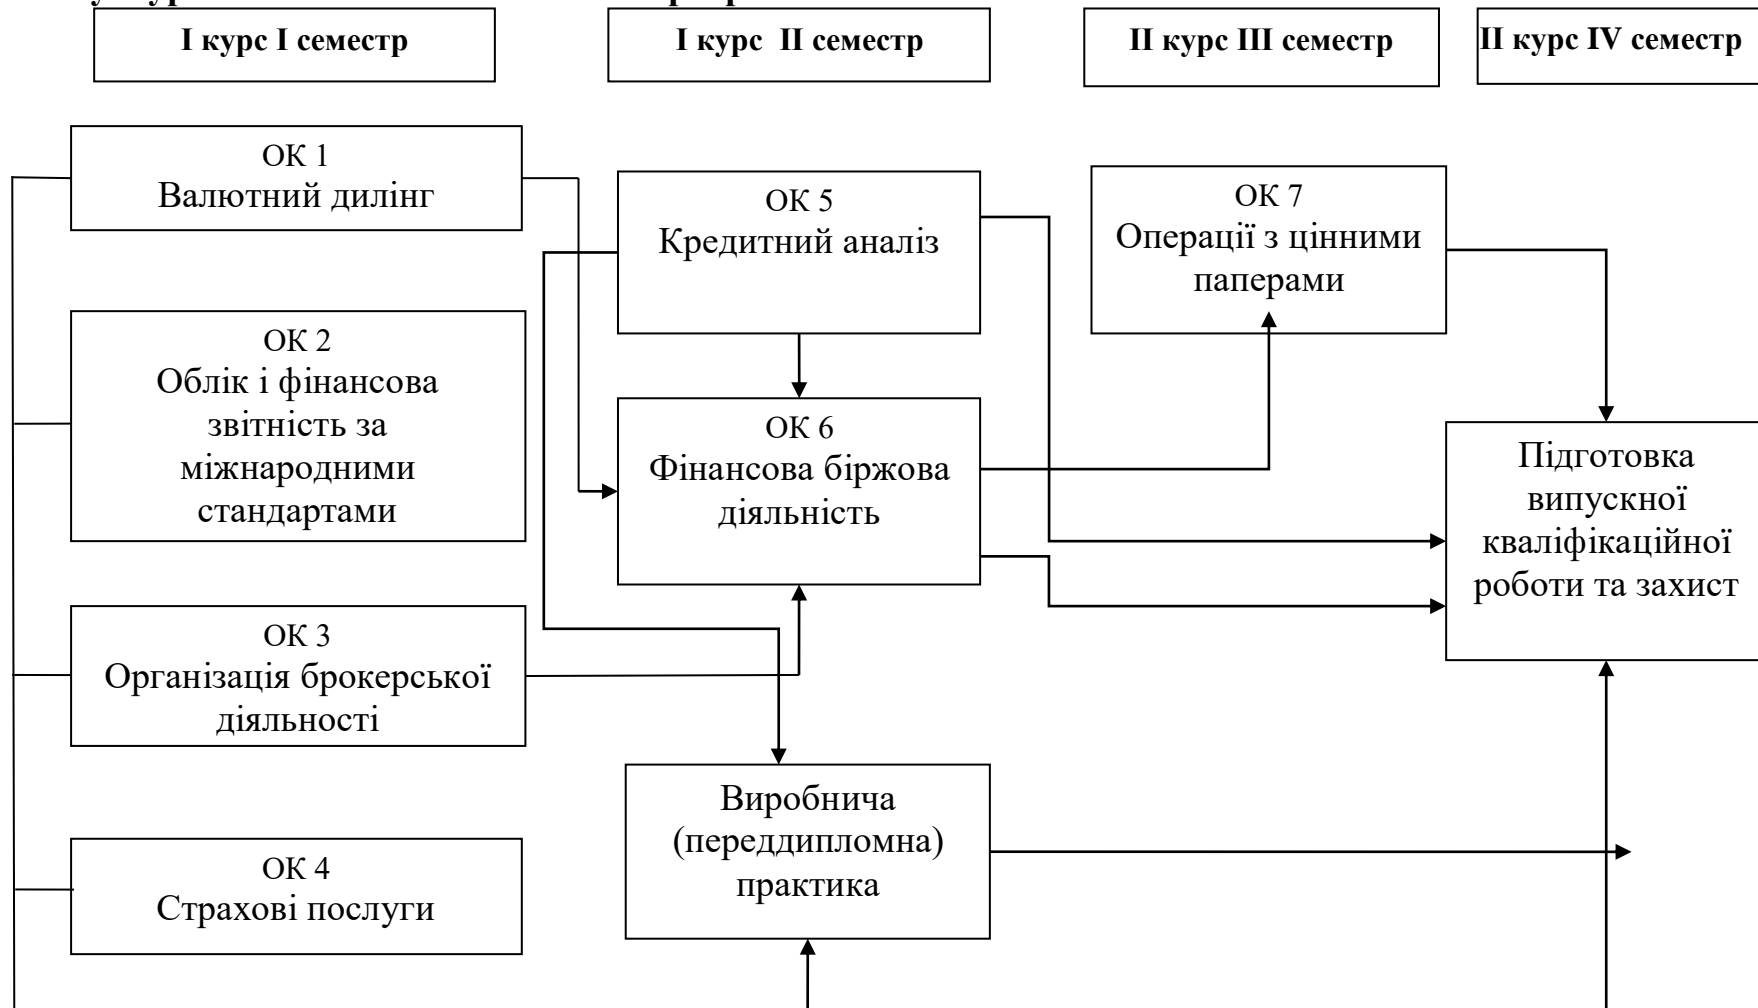 І курс І семестр
І курс ІІ семестр
ІІ курс ІІІ семестр
ІІ курс ІV семестр
ОК 1
Валютний дилінг
ОК 2
Облік і фінансова
звітність за
міжнародними
стандартами
ОК 3
Організація брокерської
діяльності
ОК 4
Страхові послуги
ОК 5
Кредитний аналіз
ОК 6
Фінансова біржова
діяльність
Виробнича
(переддипломна)
практика
ОК 7
Операції з цінними
паперами
Підготовка
випускної
кваліфікаційної
роботи та захист